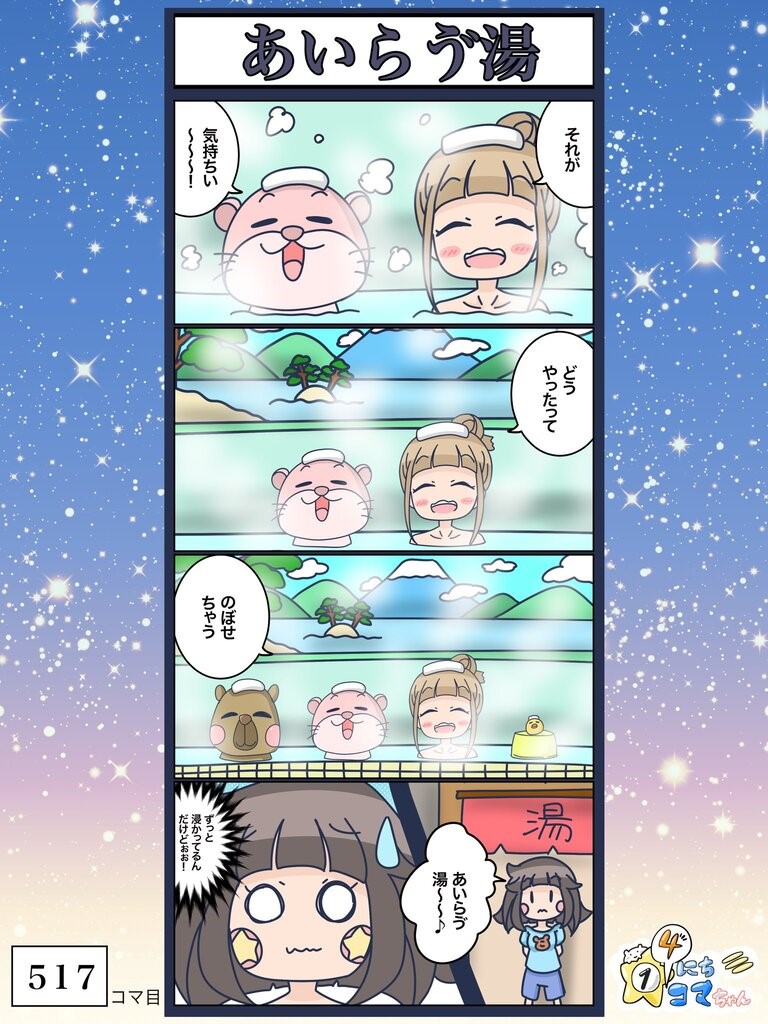 あいらゔ湯
それが
気持ちい
～～～！
どう
やったって
のぼせ
ちゃう
あいらゔ
湯～～♪
湯
ずっと
浸かってるん
だけどぉぉ！
517
コマ目
1
4
にち
コマちゃん